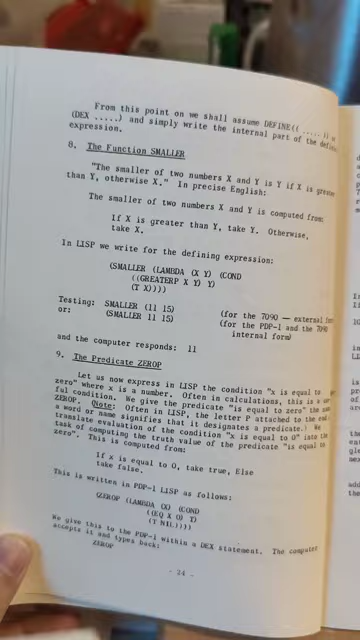 From this point on we shall assume DEFINE(( ..... )) or
(DEX .....) and simply write the internal part of the
expression.
8. The Function SMALLER
"The smaller of two numbers X and Y is Y if X is greater
than Y, otherwise X." In precise English:
The smaller of two numbers X and Y is computed from:
If X is greater than Y, take Y. Otherwise,
take X.
In LISP we write for the defining expression:
(SMALLER (LAMBDA (X Y) (COND
((GREATERP X Y) Y)
(T X))))
Testing: SMALLER (11 15) (for the 7090 — external form
or: (SMALLER 11 15) (for the PDP-1 and the 7090
internal form)
and the computer responds: 11
9. The Predicate ZEROP
Let us now express in LISP the condition "x is equal to
zero" where x is a number. Often in calculations, this is a
ful condition. We give the predicate "is equal to zero" the
ZEROP. (Note: Often in LISP, the letter P attached to the end
a word or name signifies that it designates a predicate.) We
translate evaluation of the condition "x is equal to 0" into the
task of computing the truth value of the predicate "is equal to
zero". This is computed from:
If x is equal to 0, take true, Else
take false.
This is written in PDP-1 LISP as follows:
(ZEROP (LAMBDA (X) (COND
((EQ X 0) T)
(T NIL))))
We give this to the PDP-1 within a DEX statement. The computer
accepts it and types back:
ZEROP
- 24 -